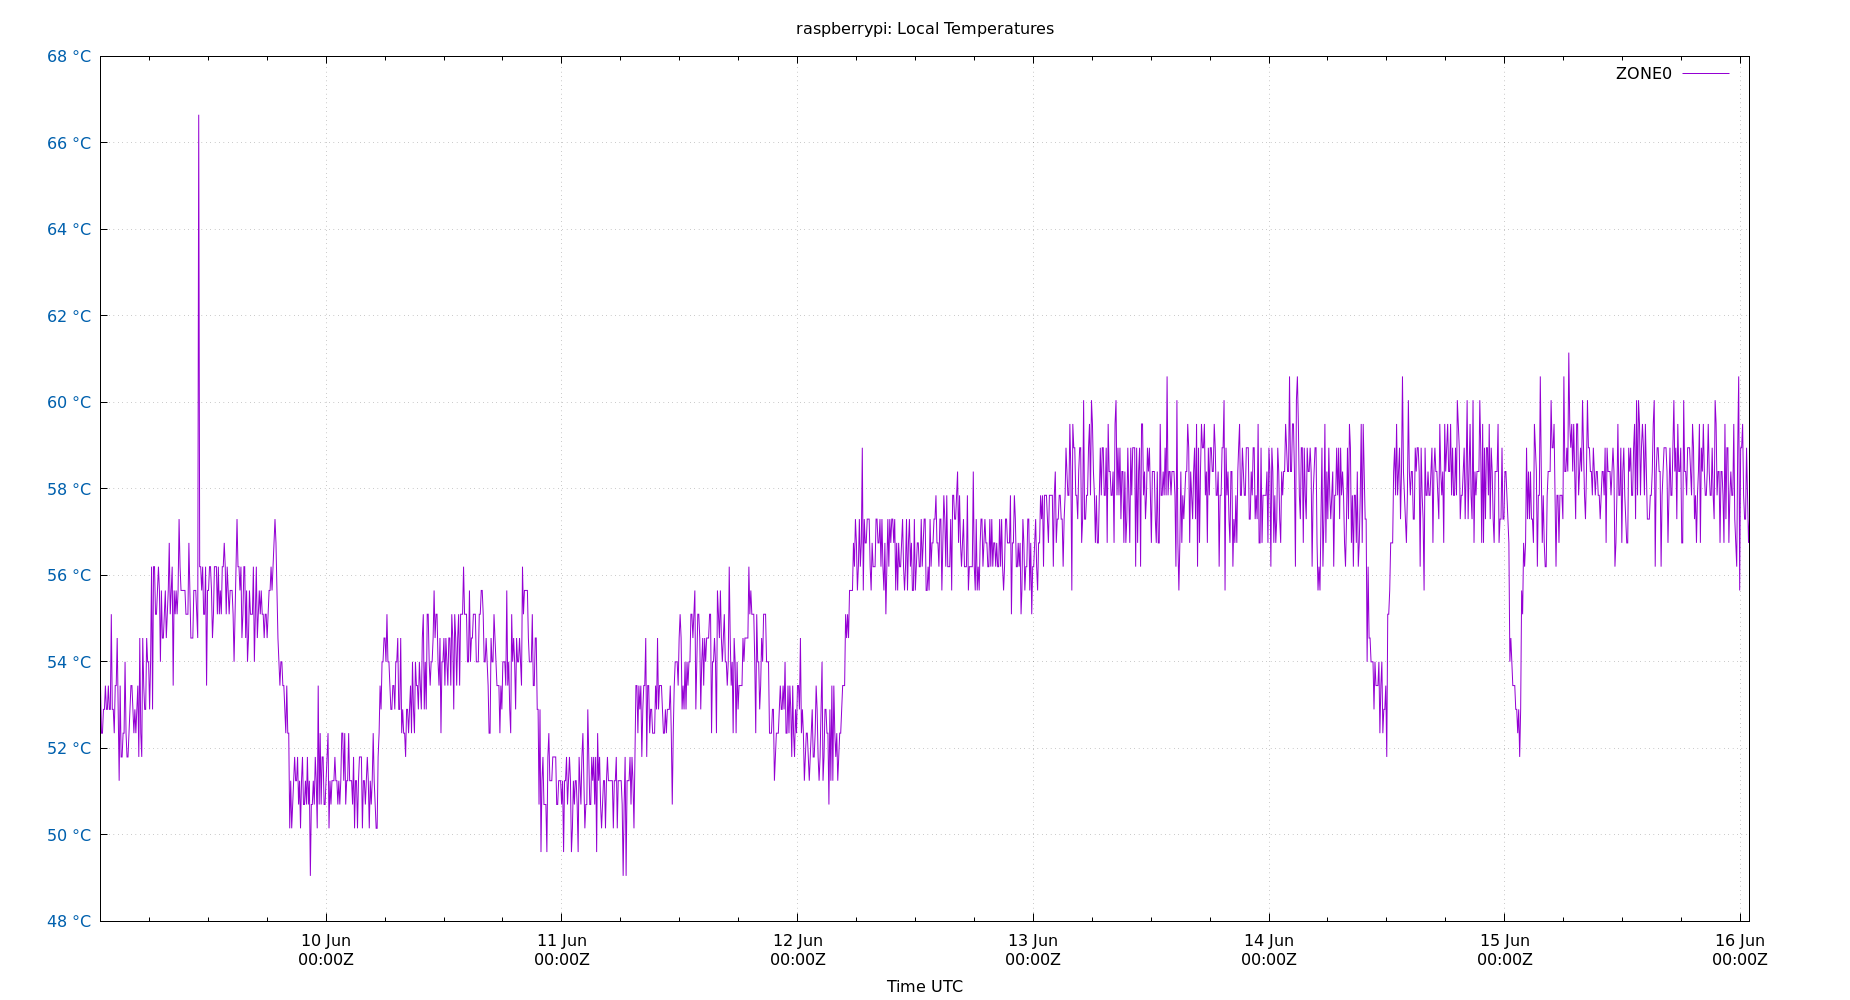 raspberrypi: Local Temperatures
68 °C
ZONE0
66 °C
64 °C
62 °C
60 °C
58 °C
56 °C
54 °C
52 °C
50 °C
48 °C
10 Jun 11 Jun 12 Jun 13 Jun 14 Jun 15 Jun 16 Jun
00:00Z 00:00Z 00:00Z 00:00Z 00:00Z 00:00Z 00:00Z
Time UTC